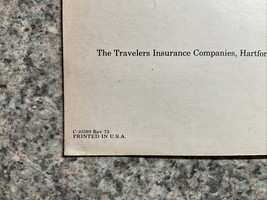 The Travelers Insurance Companies, Hartfor
C-10389 Rev 73
PRINTED IN U.S.A.